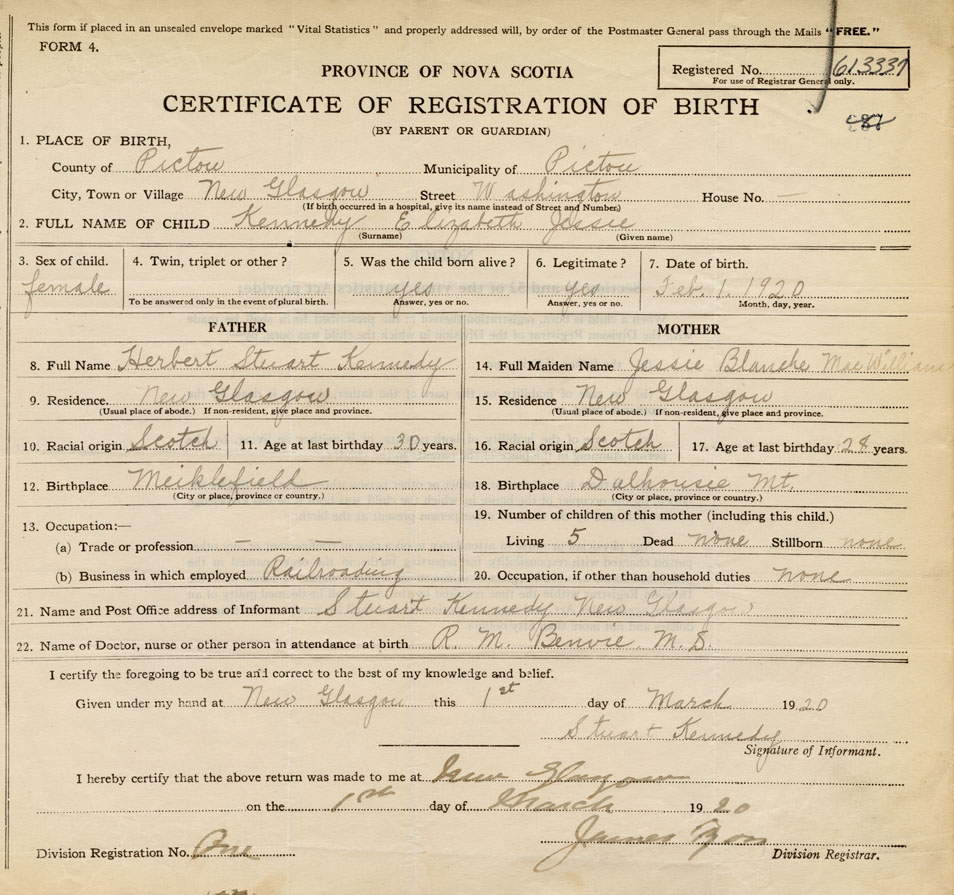 This form if placed in an unsealed envelope marked "Vital Statistics" and properly addressed will, by order of the Postmaster General pass through the Mails "FREE."
FORM 4.
Registered No. 613337
For use of Registrar General only.
PROVINCE OF NOVA SCOTIA
CERTIFICATE OF REGISTRATION OF BIRTH
(BY PARENT OR GUARDIAN)
1. PLACE OF BIRTH,
County of Pictou Municipality of Pictou
City, Town or Village New Glasgow Street Washington House No. —
(If birth occurred in a hospital, give its name instead of Street and Number)
2. FULL NAME OF CHILD Kennedy Elizabeth Jessie
(Surname) (Given name)
3. Sex of child. 4. Twin, triplet or other? 5. Was the child born alive? 6. Legitimate? 7. Date of birth.
female yes yes Feb. 1. 1920
To be answered only in the event of plural birth. Answer, yes or no. Answer, yes or no. Month, day, year.
FATHER MOTHER
8. Full Name Herbert Stuart Kennedy 14. Full Maiden Name Jessie Blanche MacWilliam
9. Residence. New Glasgow 15. Residence New Glasgow
(Usual place of abode.) If non-resident, give place and province. (Usual place of abode.) If non-resident, give place and province.
10. Racial origin Scotch 11. Age at last birthday 30 years. 16. Racial origin Scotch 17. Age at last birthday 28 years.
12. Birthplace Meiklefield 18. Birthplace Dalhousie Mt.
(City or place, province or country.) (City or place, province or country.)
13. Occupation:— 19. Number of children of this mother (including this child.)
(a) Trade or profession — — Living 5 Dead none Stillborn none
(b) Business in which employed Railroading 20. Occupation, if other than household duties none
21. Name and Post Office address of Informant Stuart Kennedy New Glasgow
22. Name of Doctor, nurse or other person in attendance at birth R. M. Benvie M.D.
I certify the foregoing to be true and correct to the best of my knowledge and belief.
Given under my hand at New Glasgow this 1st day of March 1920
Stuart Kennedy
Signature of Informant.
I hereby certify that the above return was made to me at New Glasgow
on the 1st day of March 1920
James
Division Registration No. One Division Registrar.